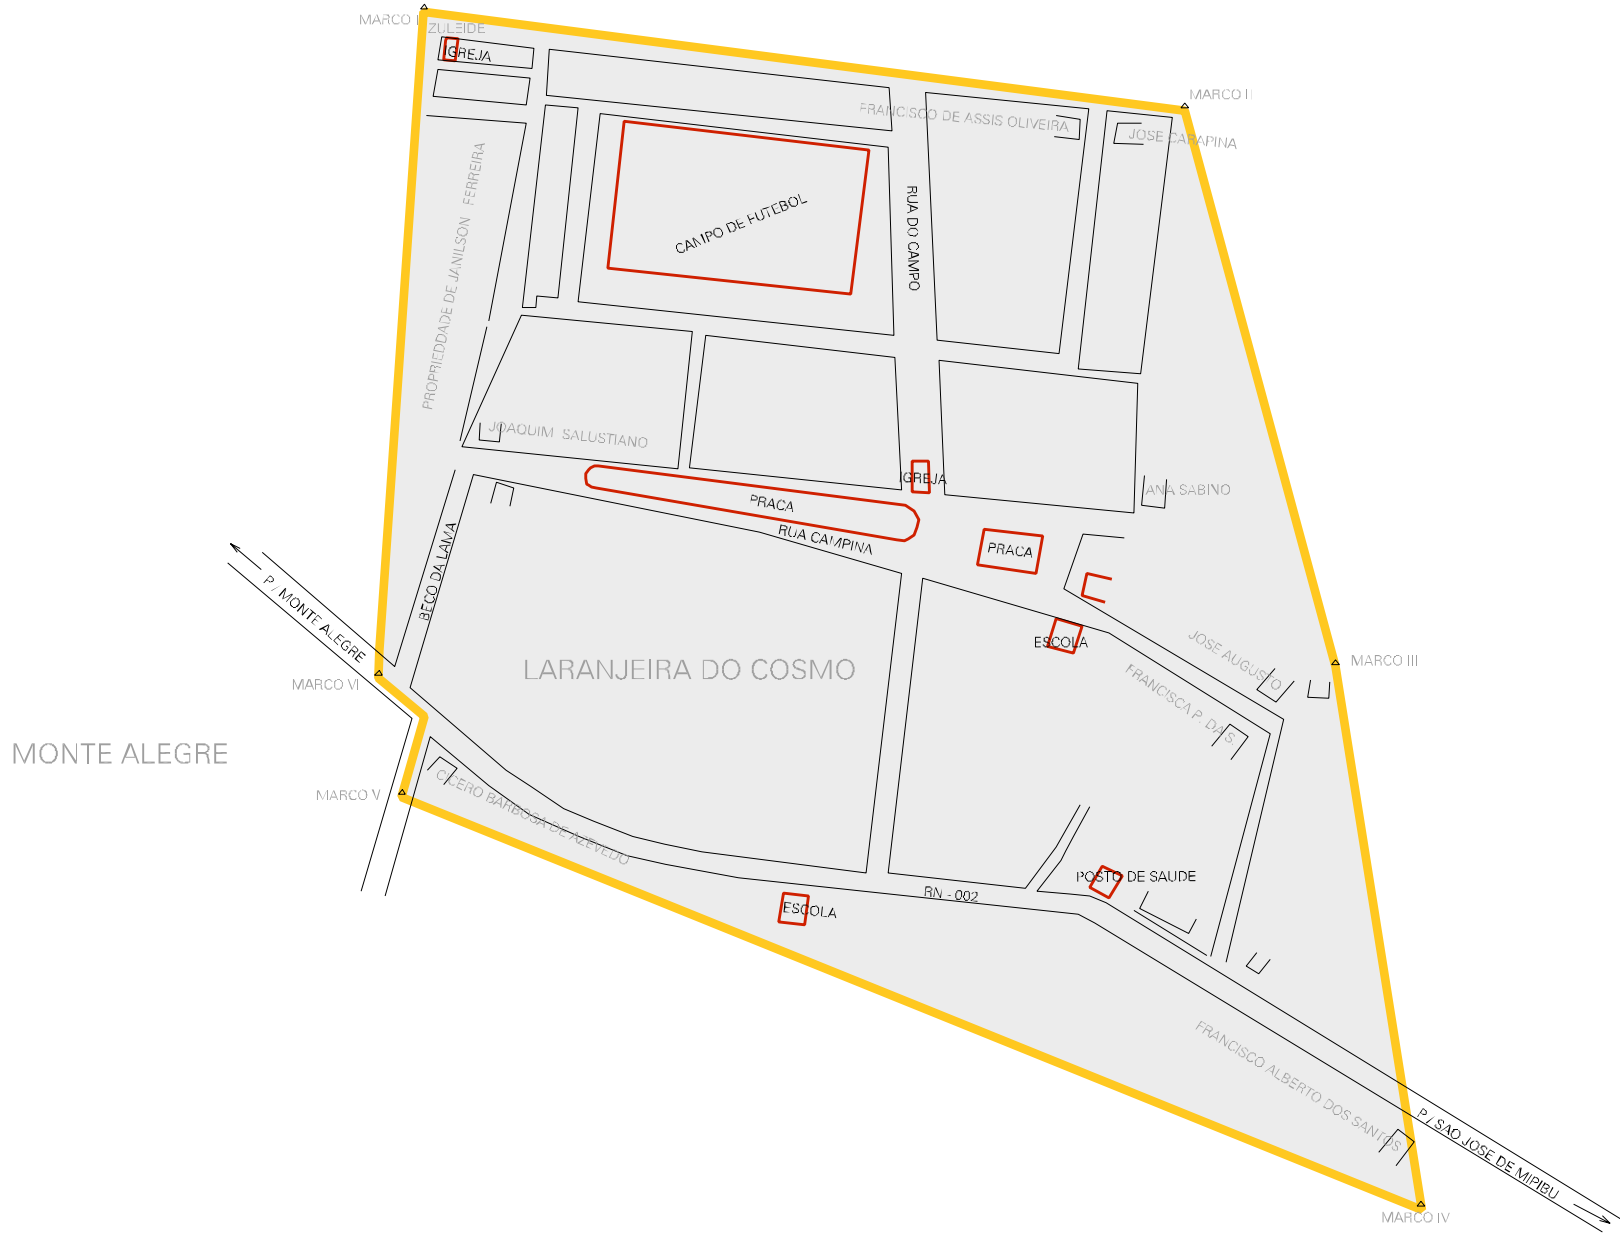 MARCO I
ZULEIDE
IGREJA
MARCO II
FRANCISCO DE ASSIS OLIVEIRA
JOSE CARAPINA
PROPRIEDDADE DE JANILSON FERREIRA
CAMPO DE FUTEBOL
RUA DO CAMPO
JOAQUIM SALUSTIANO
IGREJA
ANA SABINO
PRACA
RUA CAMPINA
PRACA
BECO DA LAMA
P/ MONTE ALEGRE
ESCOLA
JOSE AUGUSTO
MARCO III
LARANJEIRA DO COSMO
FRANCISCA P. DA S.
MARCO VI
MONTE ALEGRE
MARCO V
CICERO BARBOSA DE AZEVEDO
POSTO DE SAUDE
RN - 002
ESCOLA
FRANCISCO ALBERTO DOS SANTOS
P/ SAO JOSE DE MIPIBU
MARCO IV